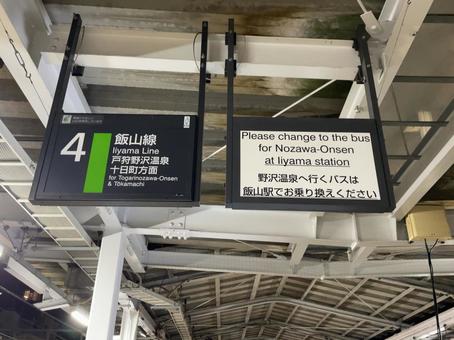 4
飯山線
Iiyama Line
戸狩野沢温泉
十日町方面
for Togarinozawa-Onsen
& Tōkamachi
Please change to the bus
for Nozawa-Onsen
at Iiyama station
野沢温泉へ行くバスは
飯山駅でお乗り換えください